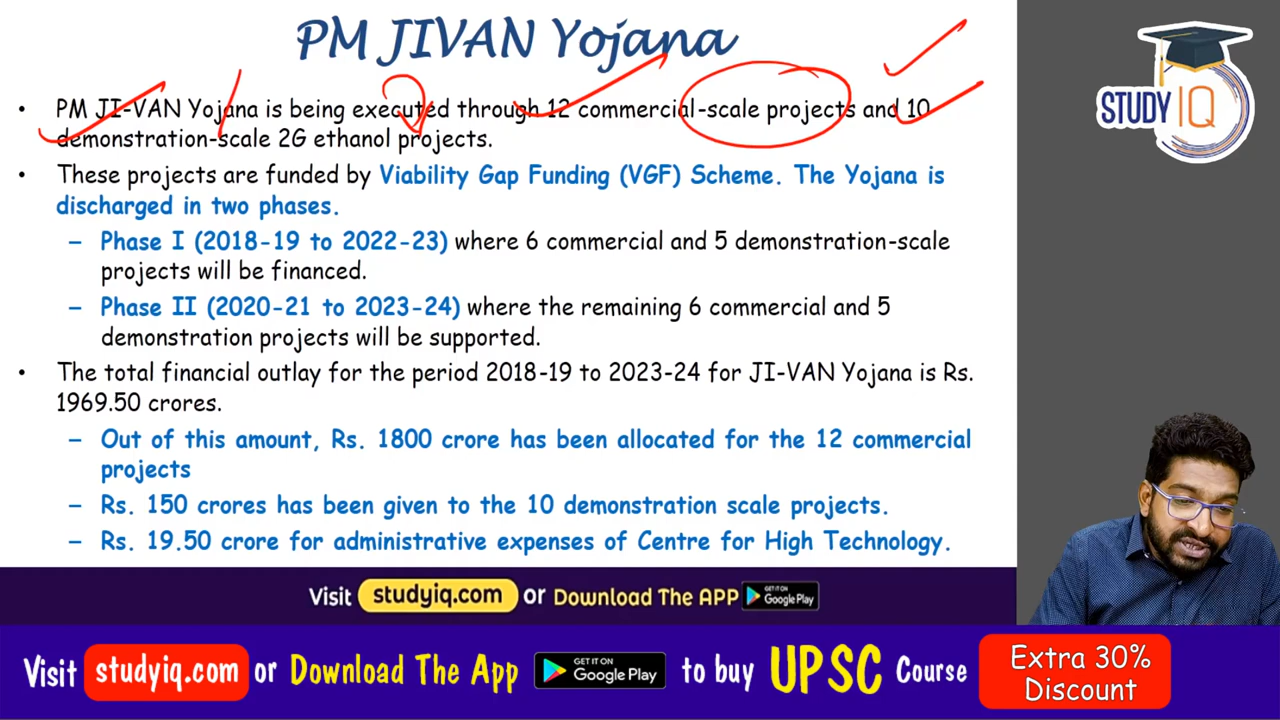 PM JIVAN Yojana
STUDY IQ
• PM JI-VAN Yojana is being executed through 12 commercial-scale projects and 10
demonstration-scale 2G ethanol projects.
• These projects are funded by Viability Gap Funding (VGF) Scheme. The Yojana is
discharged in two phases.
– Phase I (2018-19 to 2022-23) where 6 commercial and 5 demonstration-scale
projects will be financed.
– Phase II (2020-21 to 2023-24) where the remaining 6 commercial and 5
demonstration projects will be supported.
• The total financial outlay for the period 2018-19 to 2023-24 for JI-VAN Yojana is Rs.
1969.50 crores.
– Out of this amount, Rs. 1800 crore has been allocated for the 12 commercial
projects
– Rs. 150 crores has been given to the 10 demonstration scale projects.
– Rs. 19.50 crore for administrative expenses of Centre for High Technology.
Visit studyiq.com or Download The APP GET IT ON Google Play
Visit studyiq.com or Download The App GET IT ON Google Play to buy UPSC Course Extra 30%
Discount